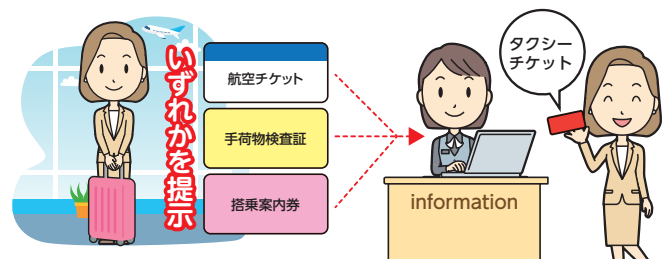 いずれかを提示
航空チケット
手荷物検査証
搭乗案内券
タクシー
チケット
information